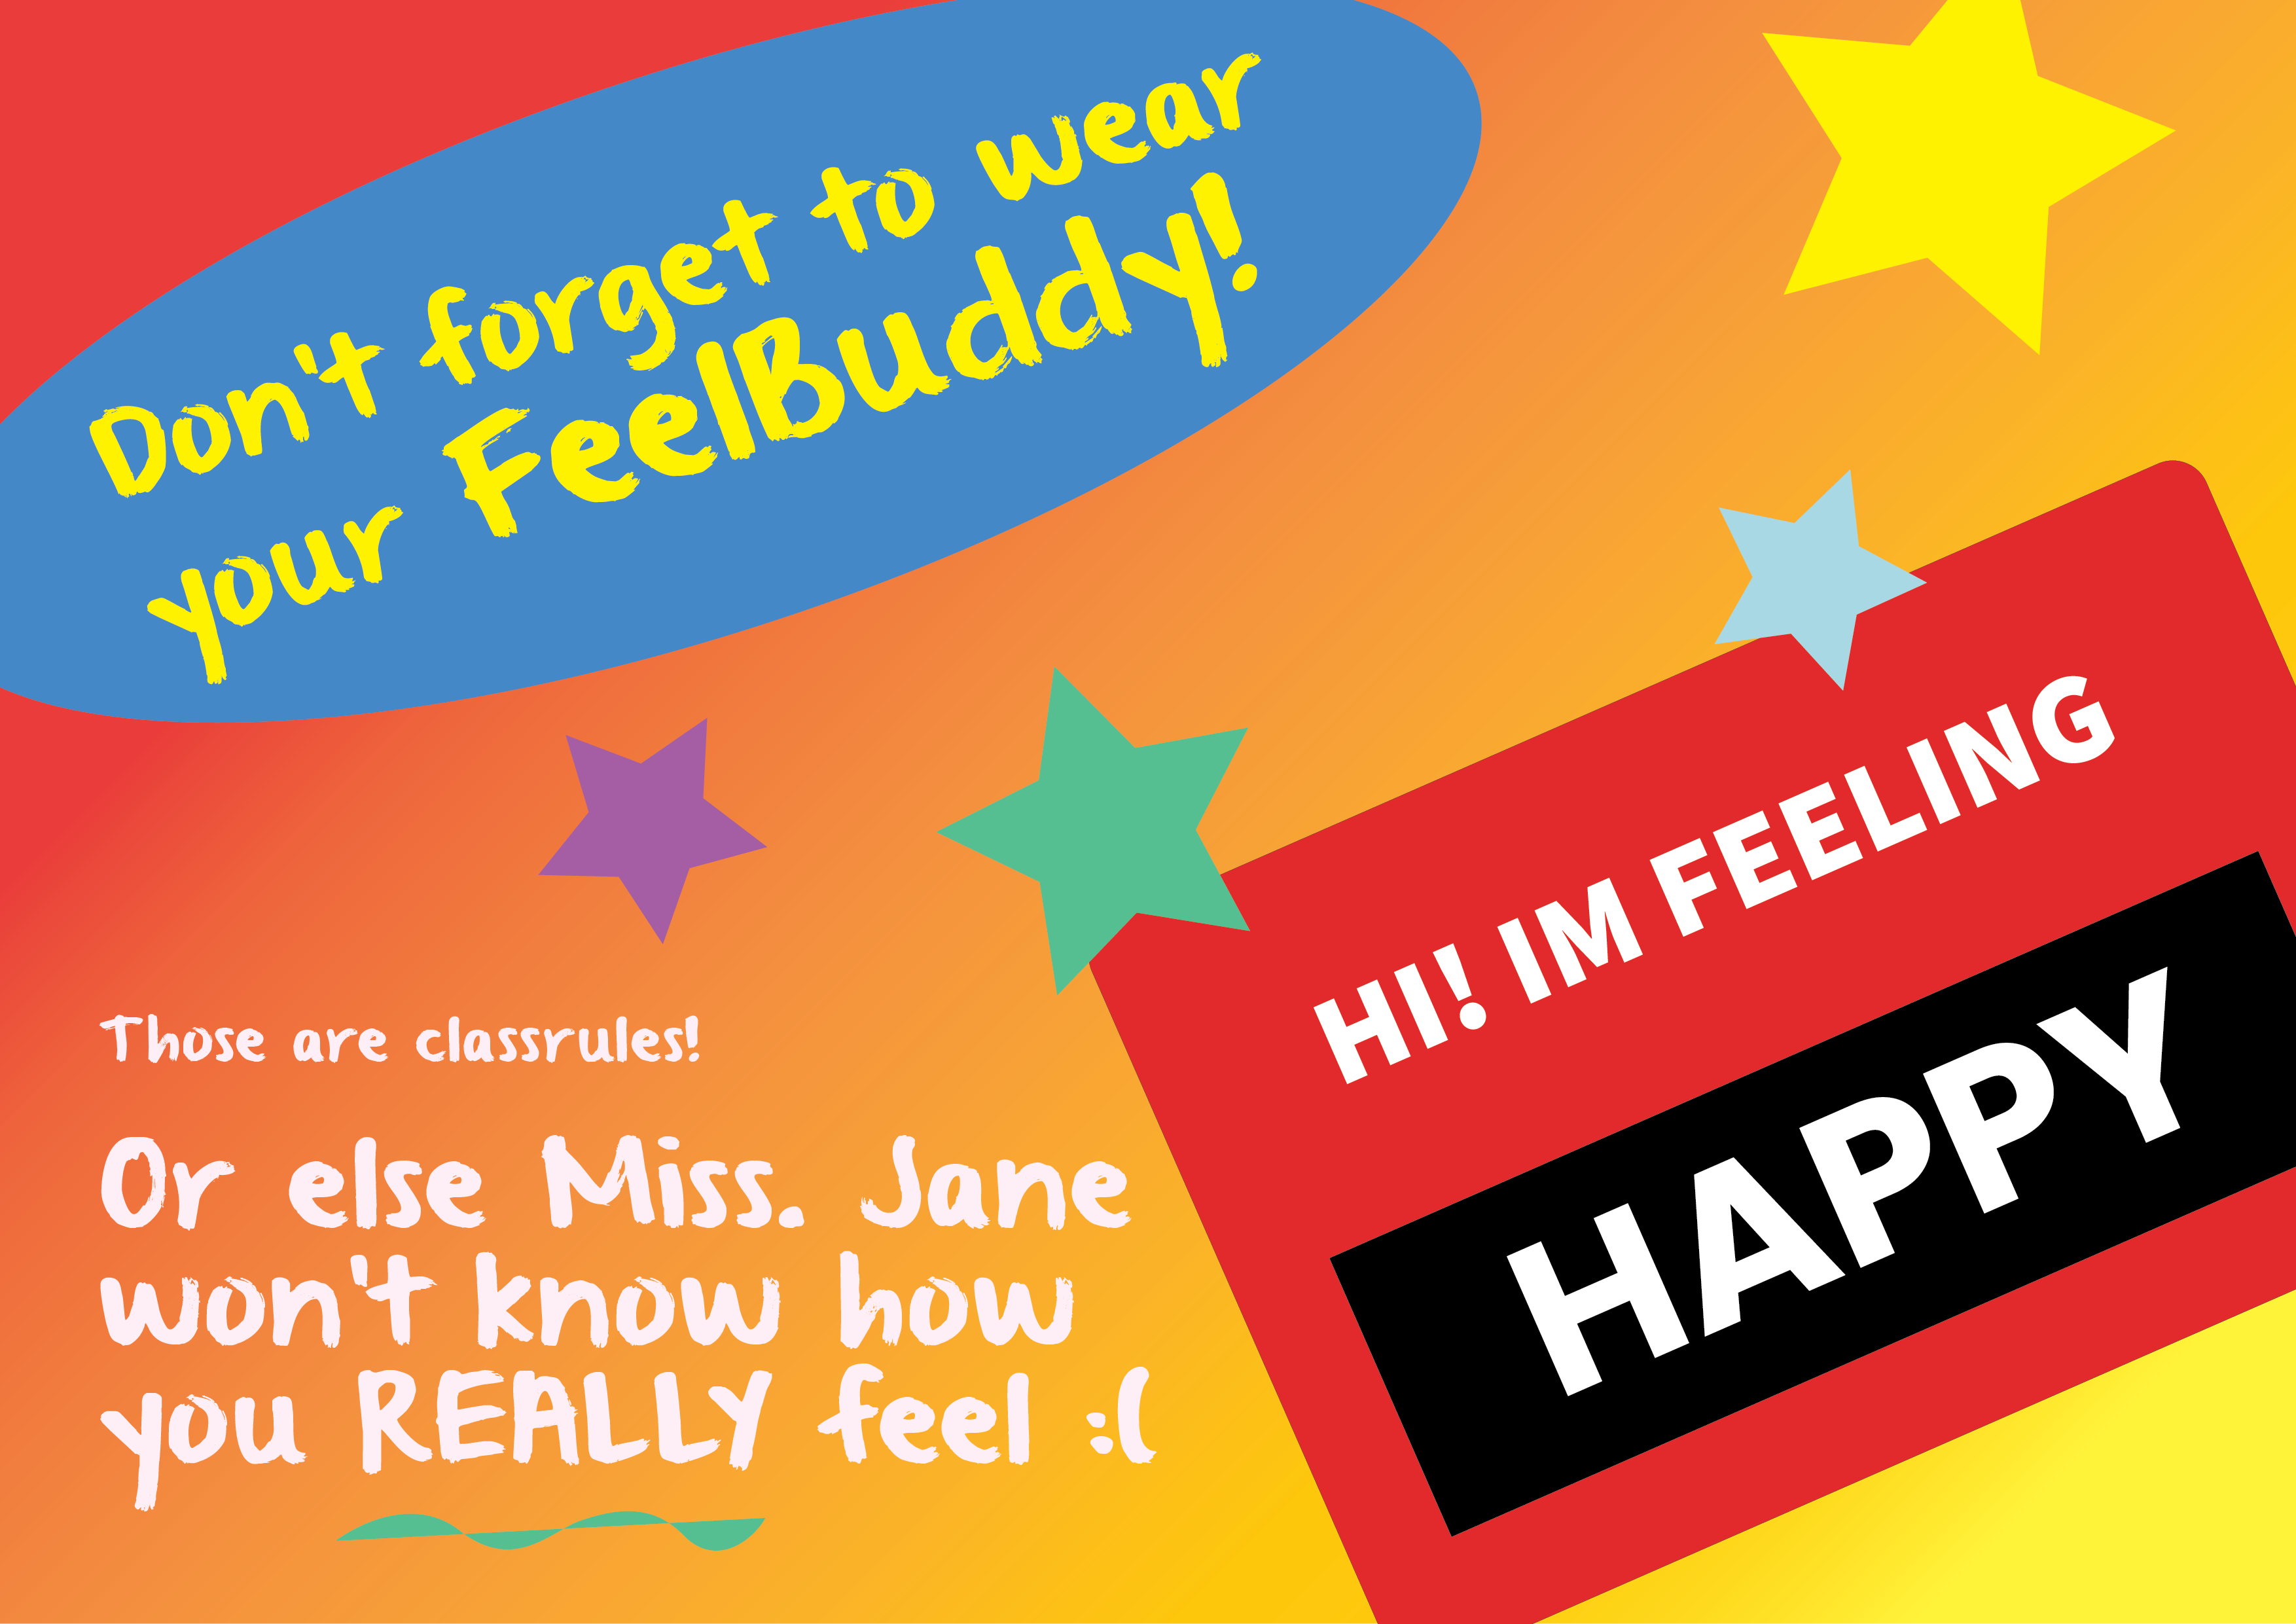 Don't forget to wear
your FeelBuddy!
HI! IM FEELING
HAPPY
Those are classrules!
Or else Miss. Jane
won't know how
you REALLY feel :(